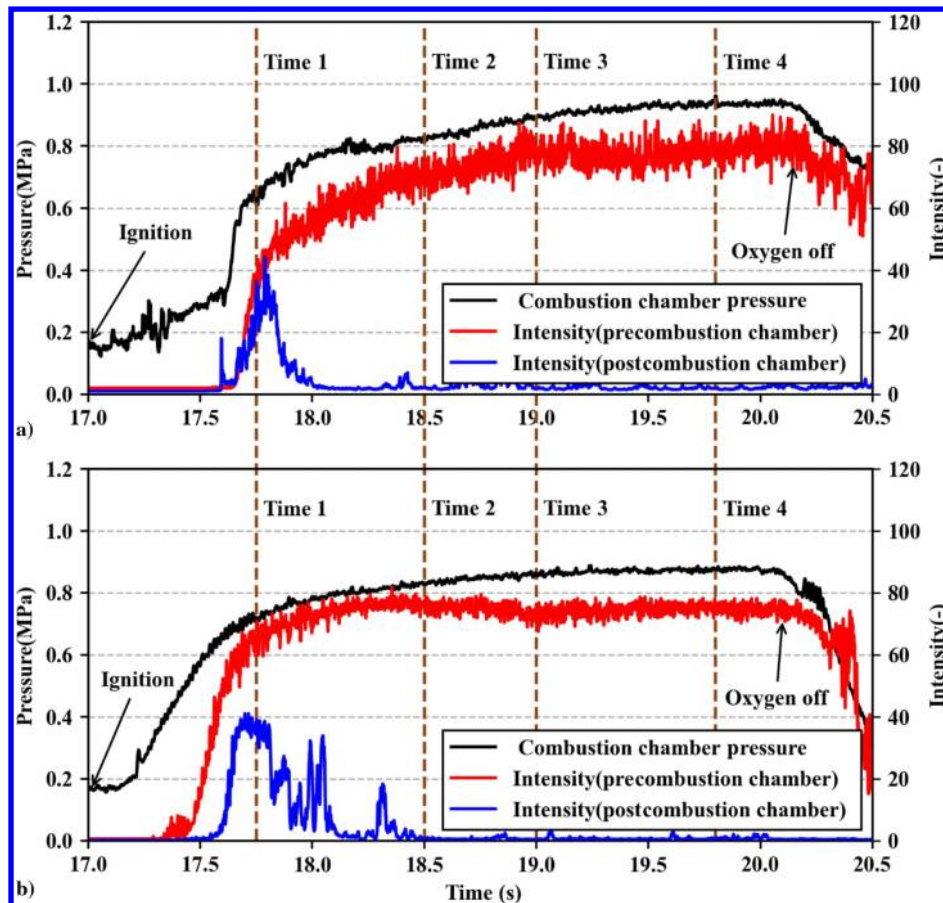 1.2
120
Time 1
Time 2
Time 3
Time 4
1.0
100
0.8
80
Pressure(MPa)
Intensity(-)
0.6
60
Ignition
Oxygen off
0.4
40
Combustion chamber pressure
0.2
20
Intensity(precombustion chamber)
Intensity(postcombustion chamber)
0.0
0
a)
17.0 17.5 18.0 18.5 19.0 19.5 20.0 20.5
1.2
120
Time 1
Time 2
Time 3
Time 4
1.0
100
0.8
80
Pressure(MPa)
Intensity(-)
0.6
60
Ignition
Oxygen off
0.4
40
Combustion chamber pressure
0.2
20
Intensity(precombustion chamber)
Intensity(postcombustion chamber)
0.0
0
17.0 17.5 18.0 18.5 19.0 19.5 20.0 20.5
b)
Time (s)